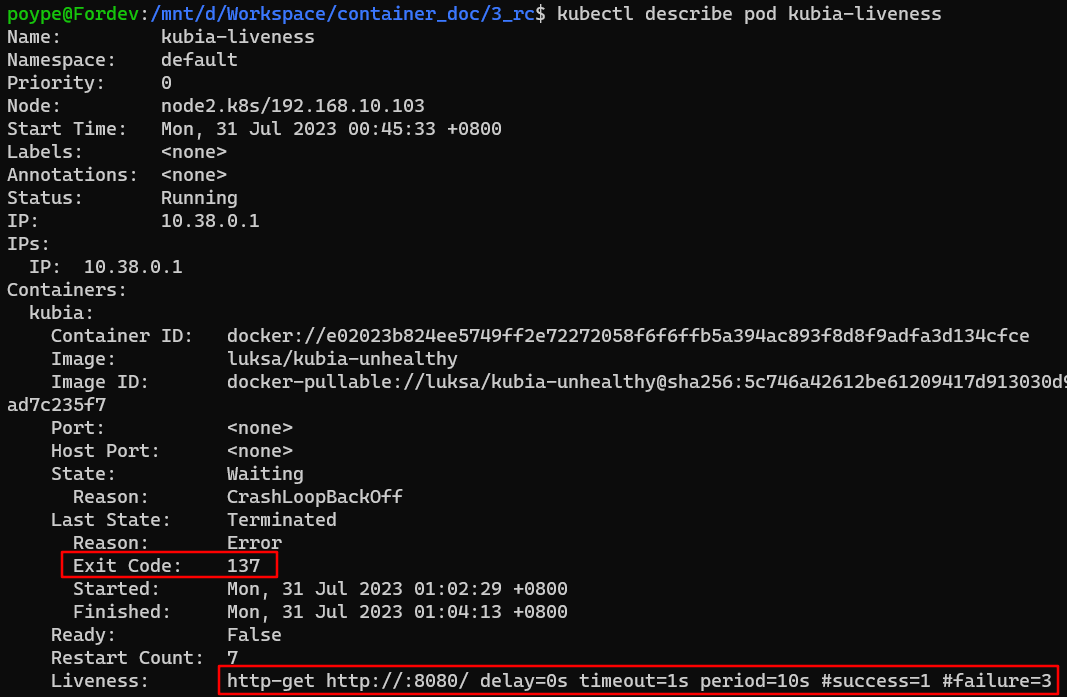 poype@Fordev:/mnt/d/Workspace/container_doc/3_rc$ kubectl describe pod kubia-liveness
Name:         kubia-liveness
Namespace:    default
Priority:     0
Node:         node2.k8s/192.168.10.103
Start Time:   Mon, 31 Jul 2023 00:45:33 +0800
Labels:       <none>
Annotations:  <none>
Status:       Running
IP:           10.38.0.1
IPs:
  IP:  10.38.0.1
Containers:
  kubia:
    Container ID:   docker://e02023b824ee5749ff2e72272058f6f6ffb5a394ac893f8d8f9adfa3d134cfce
    Image:          luksa/kubia-unhealthy
    Image ID:       docker-pullable://luksa/kubia-unhealthy@sha256:5c746a42612be61209417d913030d9
ad7c235f7
    Port:           <none>
    Host Port:      <none>
    State:          Waiting
      Reason:       CrashLoopBackOff
    Last State:     Terminated
      Reason:       Error
      Exit Code:    137
      Started:      Mon, 31 Jul 2023 01:02:29 +0800
      Finished:     Mon, 31 Jul 2023 01:04:13 +0800
    Ready:          False
    Restart Count:  7
    Liveness:       http-get http://:8080/ delay=0s timeout=1s period=10s #success=1 #failure=3